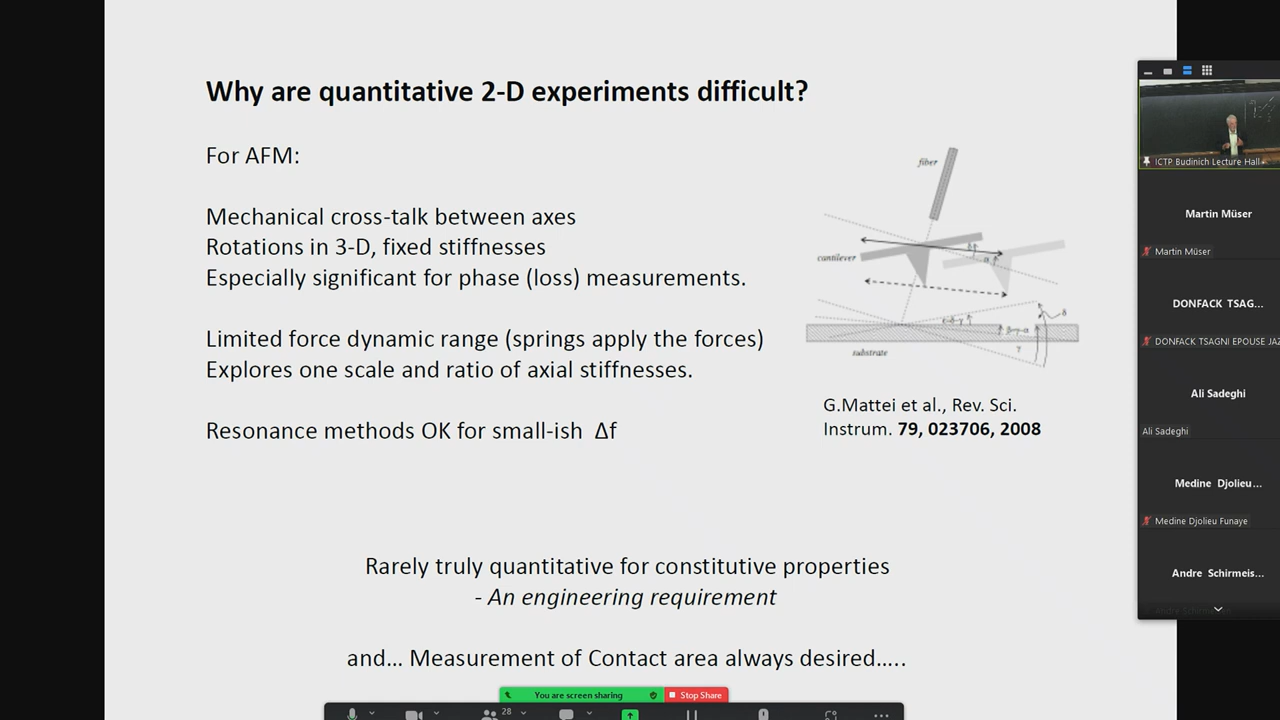 Why are quantitative 2-D experiments difficult?
For AFM:
Mechanical cross-talk between axes
Rotations in 3-D, fixed stiffnesses
Especially significant for phase (loss) measurements.
Limited force dynamic range (springs apply the forces)
Explores one scale and ratio of axial stiffnesses.
Resonance methods OK for small-ish Δf
fiber
cantilever
α
substrate
G.Mattei et al., Rev. Sci.
Instrum. 79, 023706, 2008
Rarely truly quantitative for constitutive properties
- An engineering requirement
and... Measurement of Contact area always desired.....
ICTP Budinich Lecture Hall
Martin Müser
Martin Müser
DONFACK TSAG...
DONFACK TSAGNI EPOUSE JAZ
Ali Sadeghi
Ali Sadeghi
Medine Djolieu...
Medine Djolieu Funaye
Andre Schirmeis...
You are screen sharing
Stop Share
28